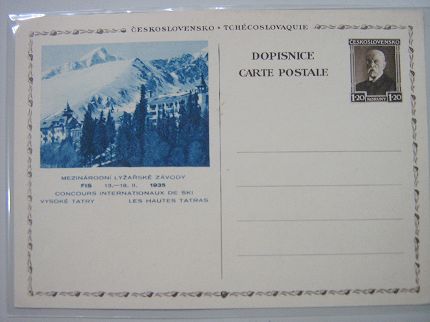 ČESKOSLOVENSKO • TCHÉCOSLOVAQUIE
DOPISNICE
CARTE POSTALE
ČESKOSLOVENSKO
1·20 KORUNY 1·20
MEZINÁRODNÍ LYŽAŘSKÉ ZÁVODY
FIS 13.–18. II. 1935
CONCOURS INTERNATIONAUX DE SKI
VYSOKÉ TATRY LES HAUTES TATRAS